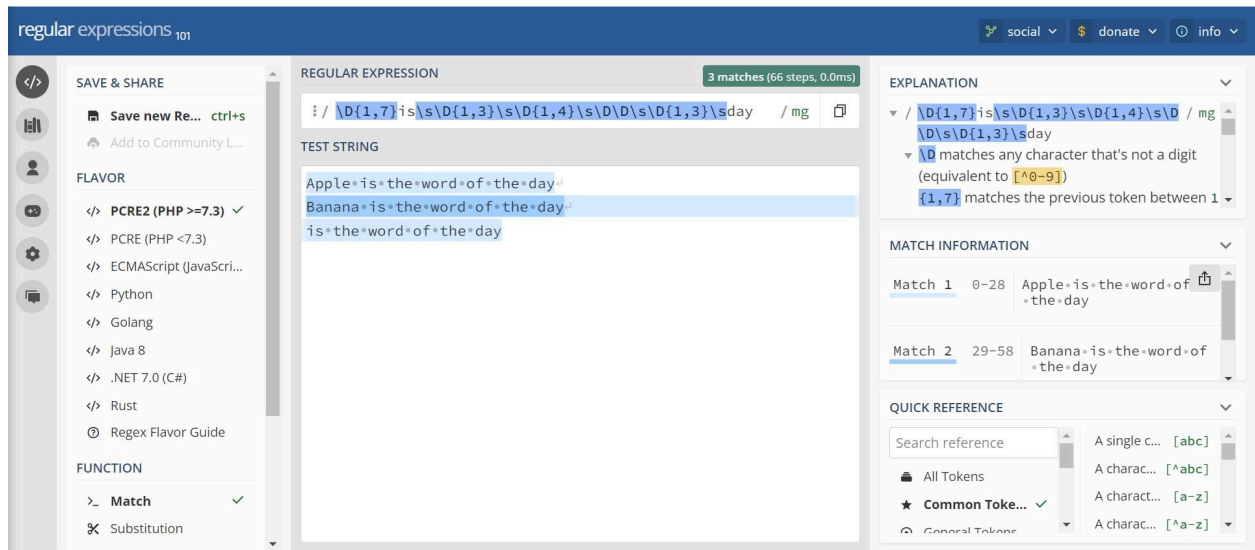 regular expressions 101
social
$ donate
info
SAVE & SHARE
Save new Re... ctrl+s
Add to Community L...
FLAVOR
</> PCRE2 (PHP >=7.3)
</> PCRE (PHP <7.3)
</> ECMAScript (JavaScri...
</> Python
</> Golang
</> Java 8
</> .NET 7.0 (C#)
</> Rust
Regex Flavor Guide
FUNCTION
>_ Match
Substitution
REGULAR EXPRESSION
3 matches (66 steps, 0.0ms)
/ \D{1,7}is\s\D{1,3}\s\D{1,4}\s\D\D\s\D{1,3}\sday / mg
TEST STRING
Apple is the word of the day
Banana is the word of the day
is the word of the day
EXPLANATION
/ \D{1,7}is\s\D{1,3}\s\D{1,4}\s\D / mg
\D\s\D{1,3}\sday
\D matches any character that's not a digit
(equivalent to [^0-9])
{1,7} matches the previous token between 1
MATCH INFORMATION
Match 1 0-28 Apple is the word of
the day
Match 2 29-58 Banana is the word of
the day
QUICK REFERENCE
Search reference
All Tokens
Common Toke...
General Tokens
A single c... [abc]
A charac... [^abc]
A charact... [a-z]
A charac... [^a-z]